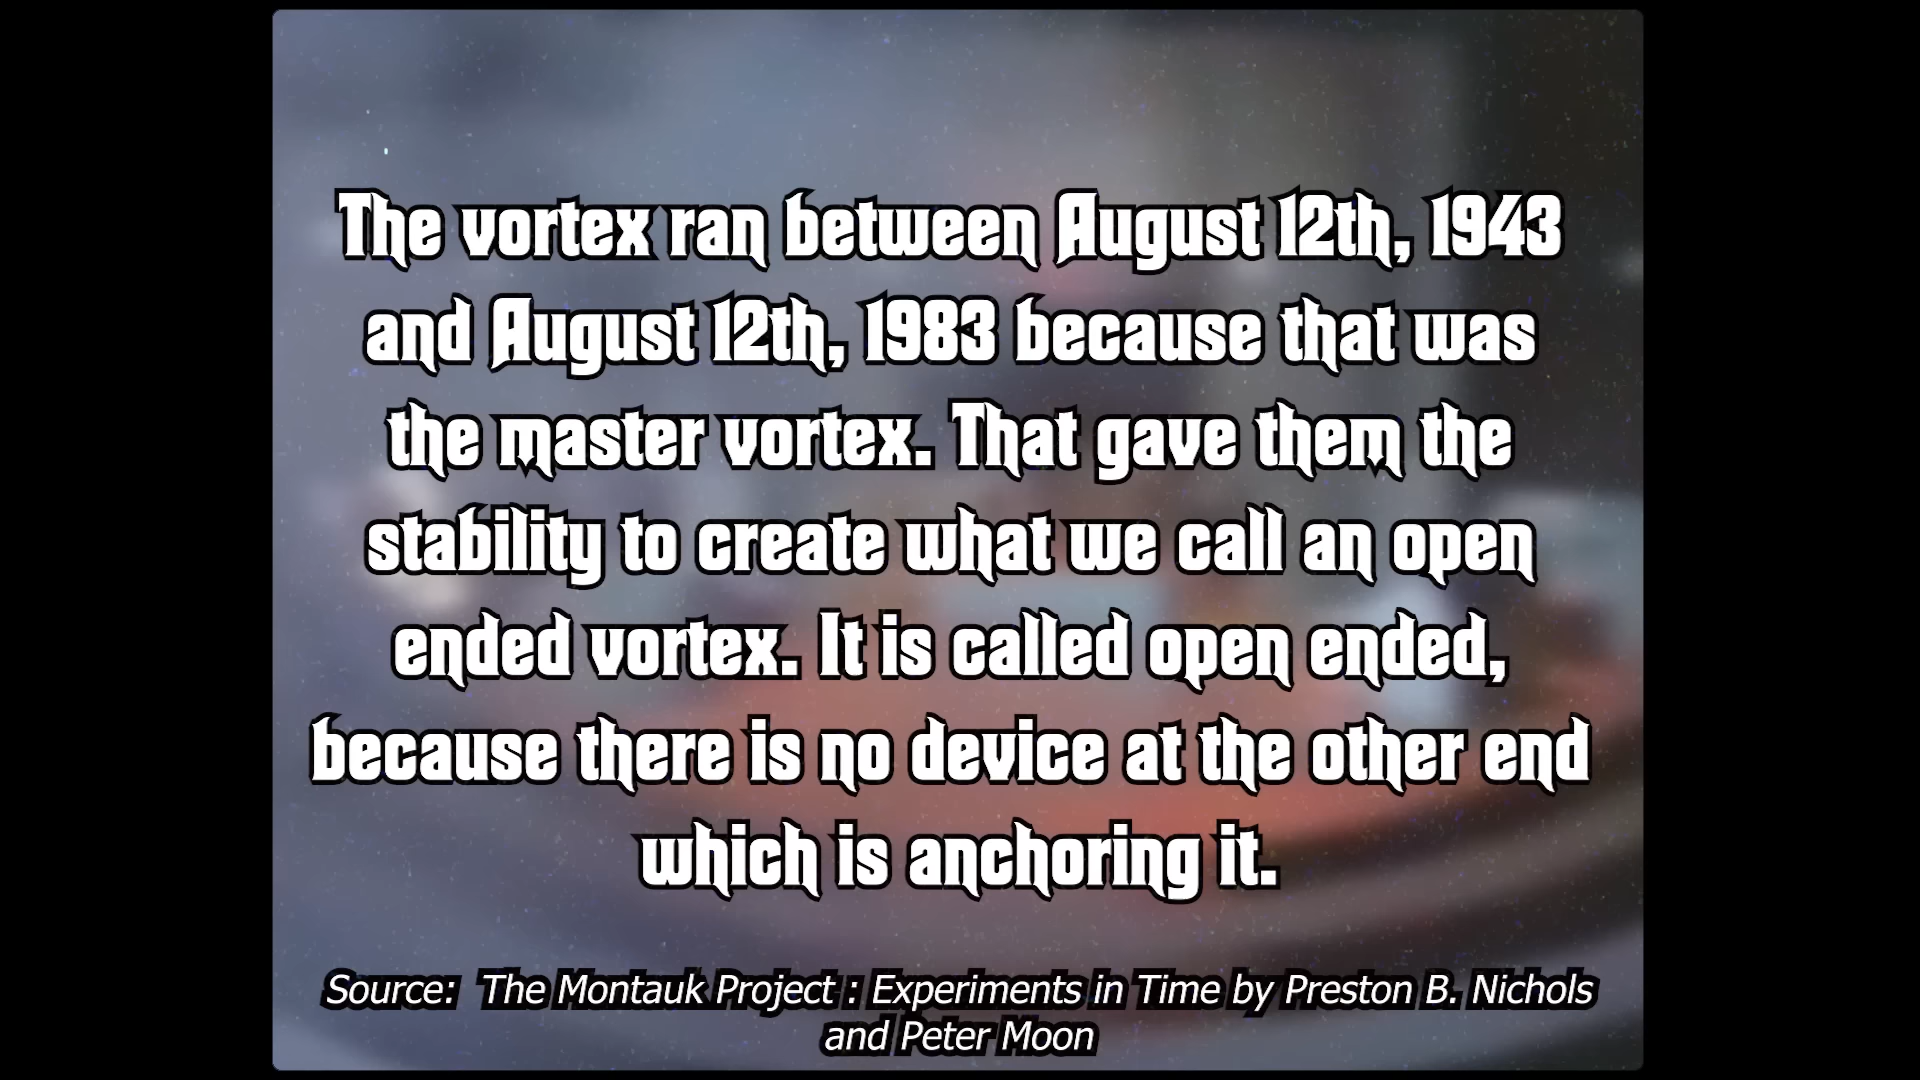 The vortex ran between August 12th, 1943
and August 12th, 1983 because that was
the master vortex. That gave them the
stability to create what we call an open
ended vortex. It is called open ended,
because there is no device at the other end
which is anchoring it.
Source: The Montauk Project : Experiments in Time by Preston B. Nichols
and Peter Moon